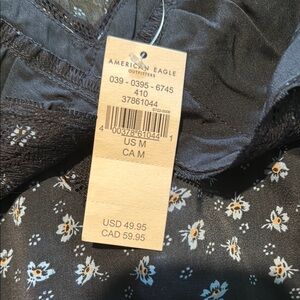 AMERICAN EAGLE
OUTFITTERS
039 - 0395 - 6745
410
37861044
4 00378"61044 1
US M
CA M
USD 49.95
CAD 59.95